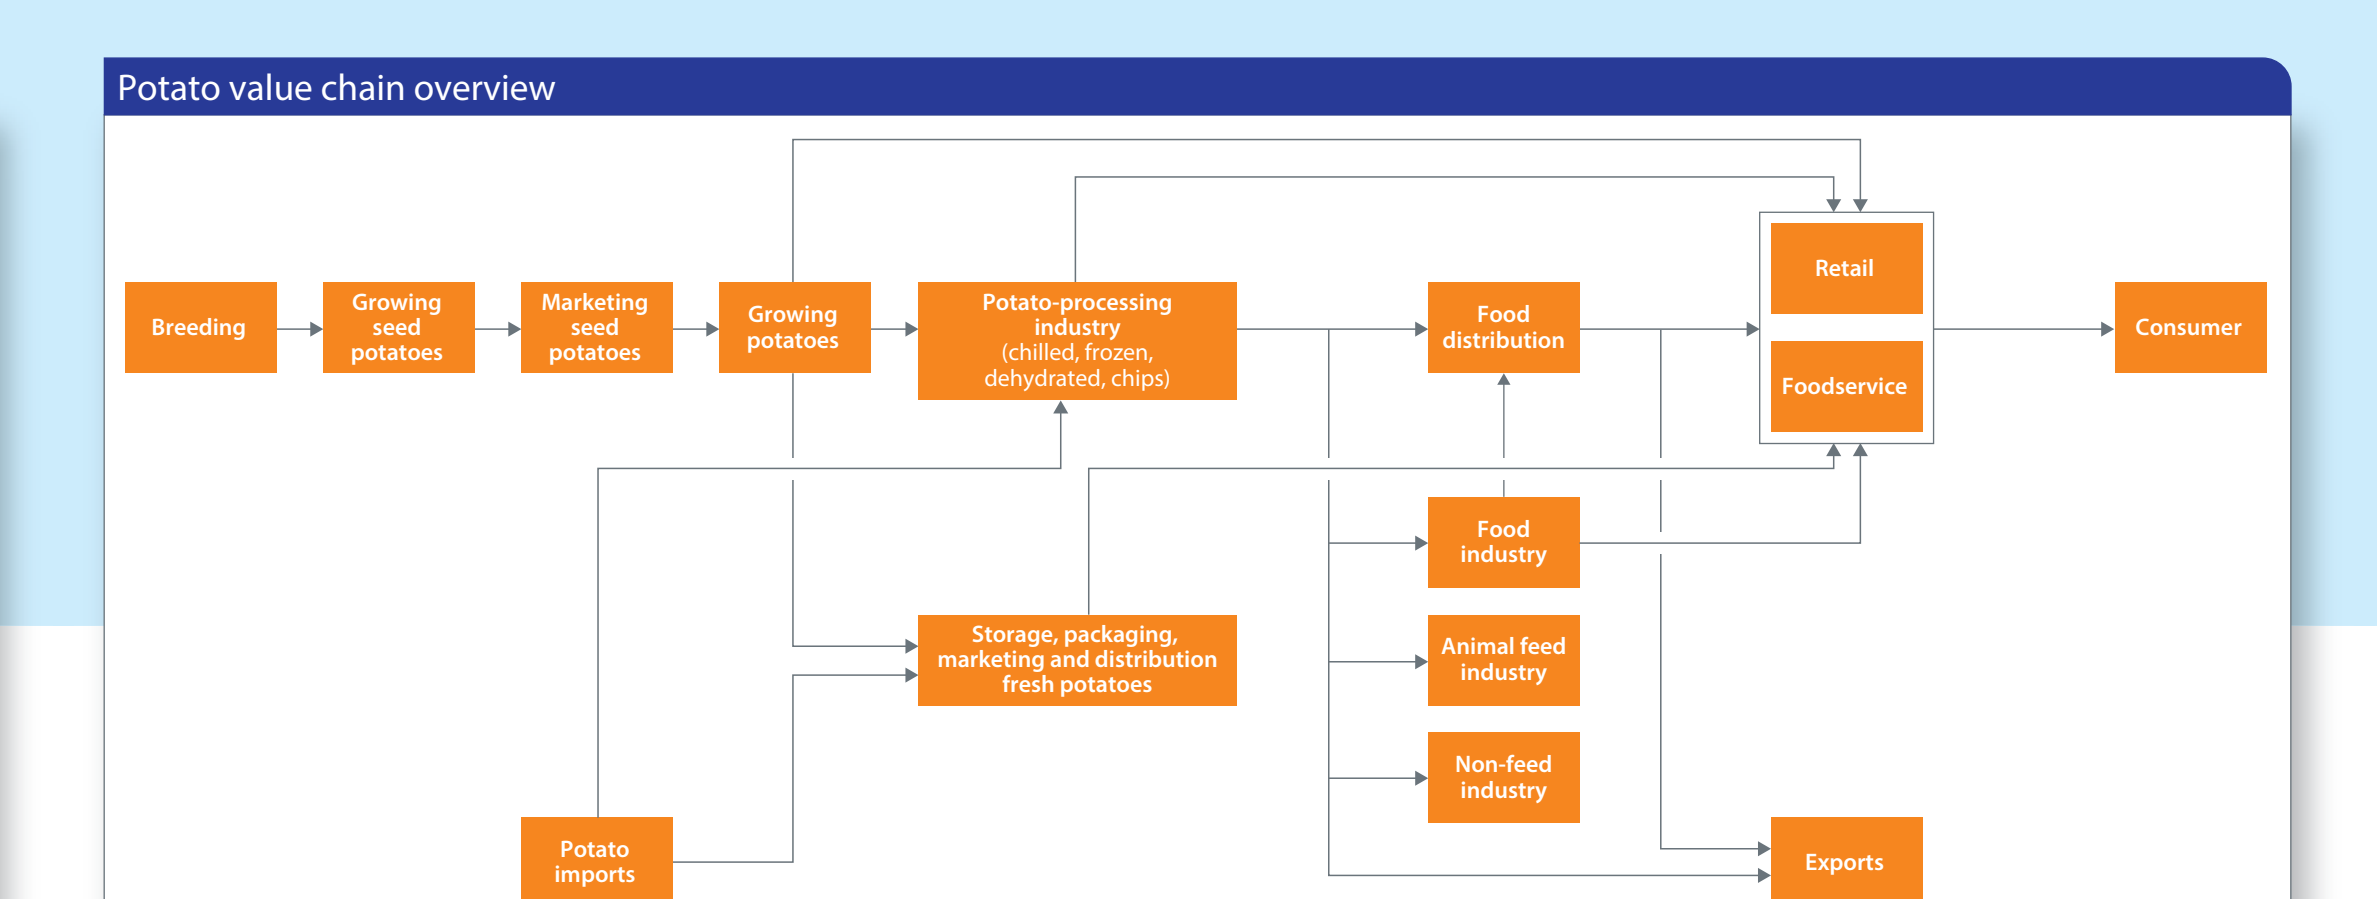 Potato value chain overview
Breeding
Growing
seed
potatoes
Marketing
seed
potatoes
Growing
potatoes
Potato-processing
industry
(chilled, frozen,
dehydrated, chips)
Food
distribution
Retail
Foodservice
Consumer
Food
industry
Storage, packaging,
marketing and distribution
fresh potatoes
Animal feed
industry
Non-feed
industry
Potato
imports
Exports